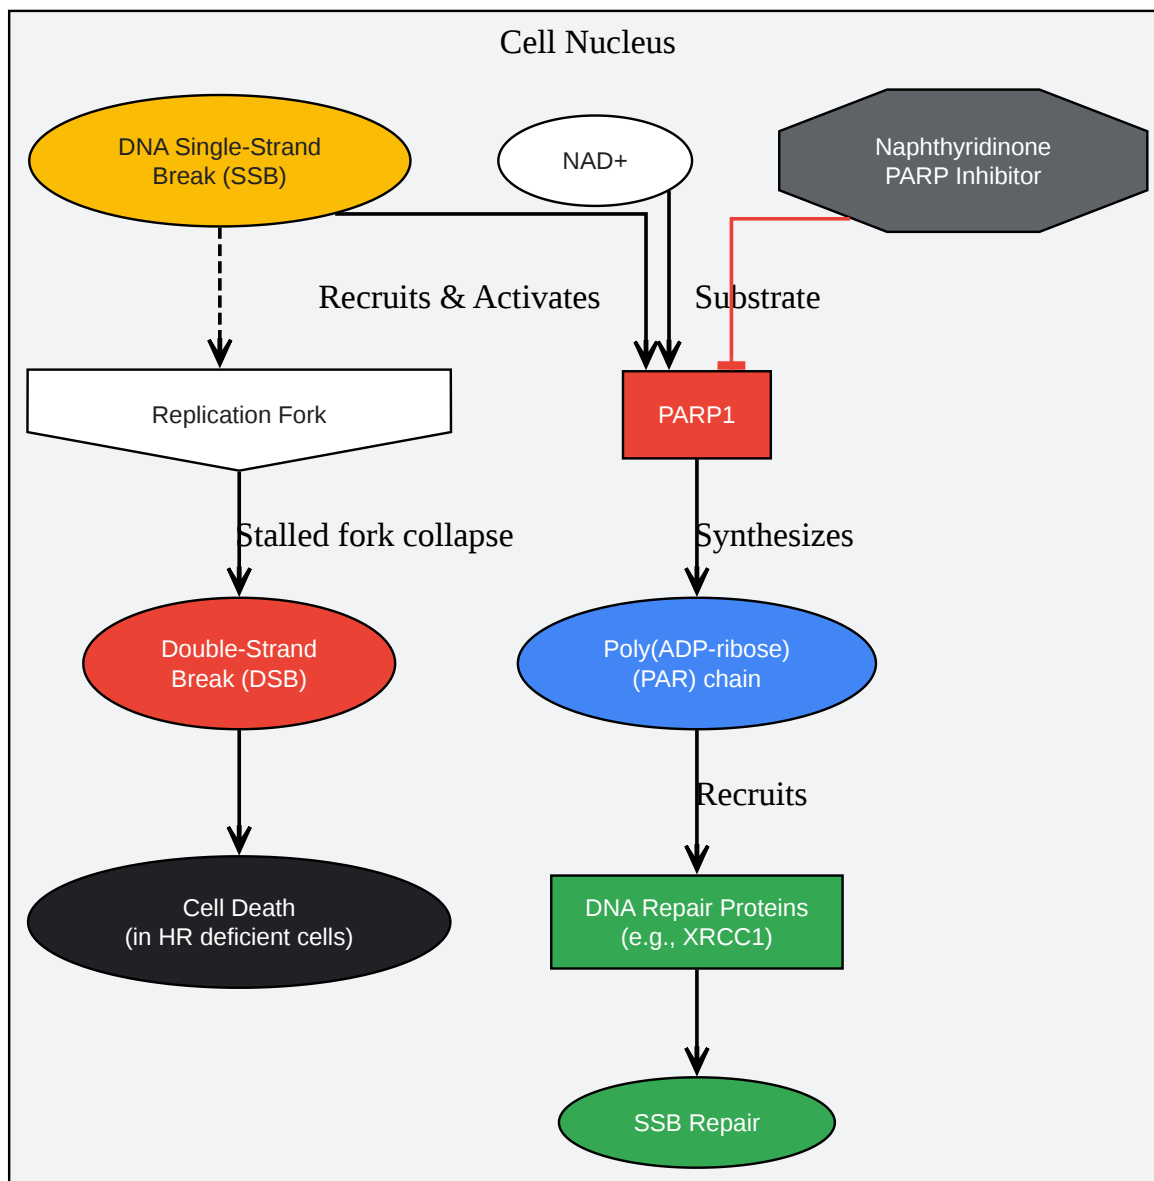 Cell Nucleus
DNA Single-Strand
Break (SSB)
NAD+
Naphthyridinone
PARP Inhibitor
Recruits & Activates
Substrate
Replication Fork
PARP1
Stalled fork collapse
Synthesizes
Double-Strand
Break (DSB)
Poly(ADP-ribose)
(PAR) chain
Recruits
Cell Death
(in HR deficient cells)
DNA Repair Proteins
(e.g., XRCC1)
SSB Repair